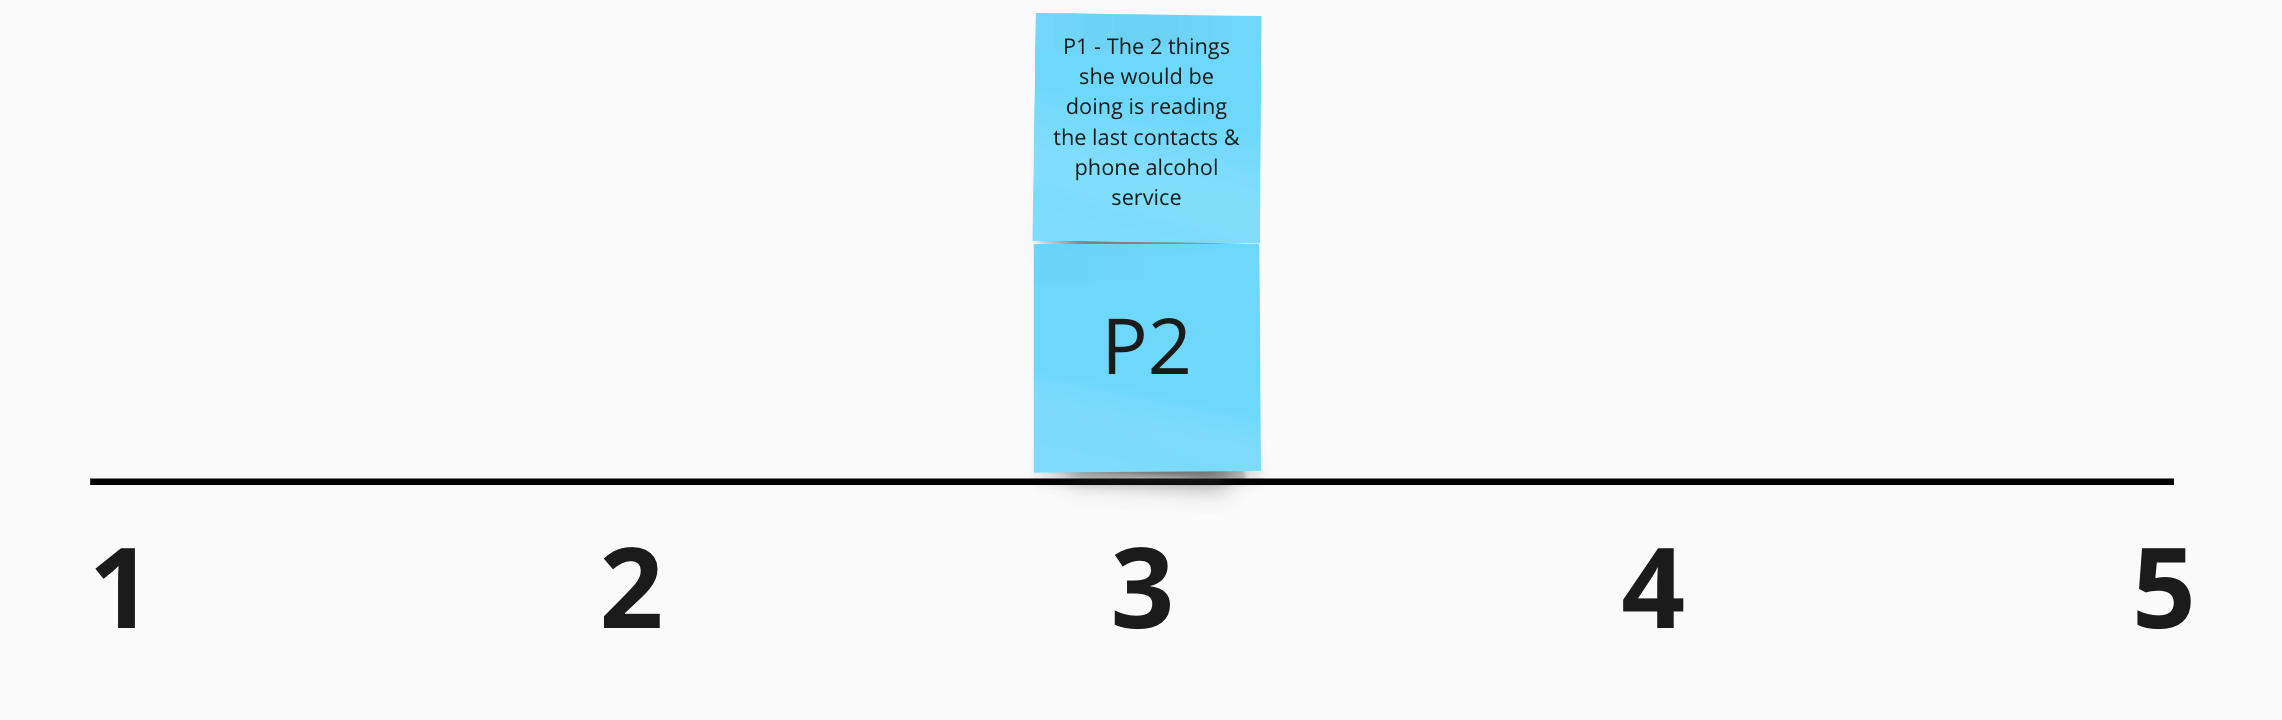 P1 - The 2 things
she would be
doing is reading
the last contacts &
phone alcohol
service
P2
1 2 3 4 5